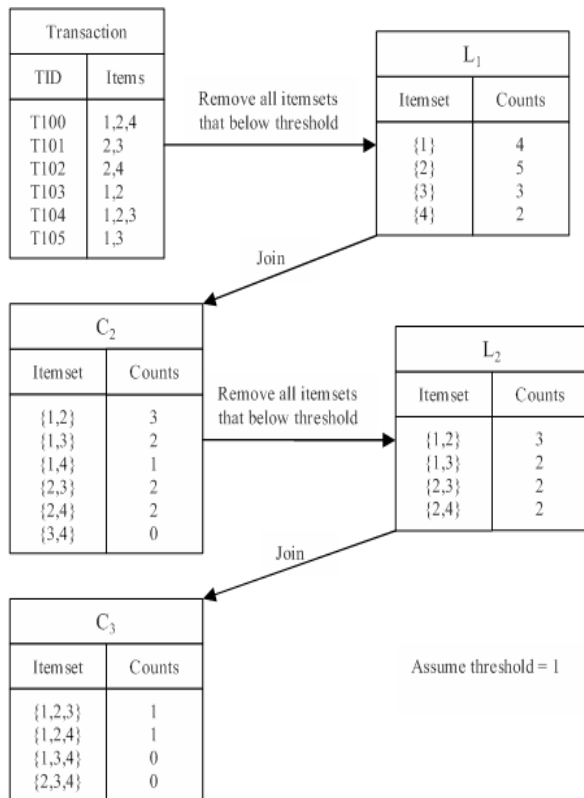 Transaction
TID Items
T100 1,2,4
T101 2,3
T102 2,4
T103 1,2
T104 1,2,3
T105 1,3
Remove all itemsets
that below threshold
L1
Itemset Counts
{1} 4
{2} 5
{3} 3
{4} 2
Join
C2
Itemset Counts
{1,2} 3
{1,3} 2
{1,4} 1
{2,3} 2
{2,4} 2
{3,4} 0
Remove all itemsets
that below threshold
L2
Itemset Counts
{1,2} 3
{1,3} 2
{2,3} 2
{2,4} 2
Join
C3
Itemset Counts
{1,2,3} 1
{1,2,4} 1
{1,3,4} 0
{2,3,4} 0
Assume threshold = 1